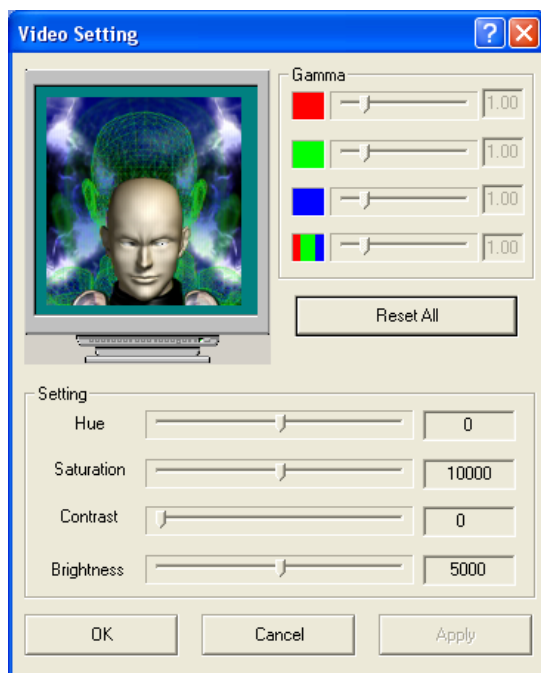 Video Setting
Gamma
1.00
1.00
1.00
1.00
Reset All
Setting
Hue 0
Saturation 10000
Contrast 0
Brightness 5000
OK Cancel Apply